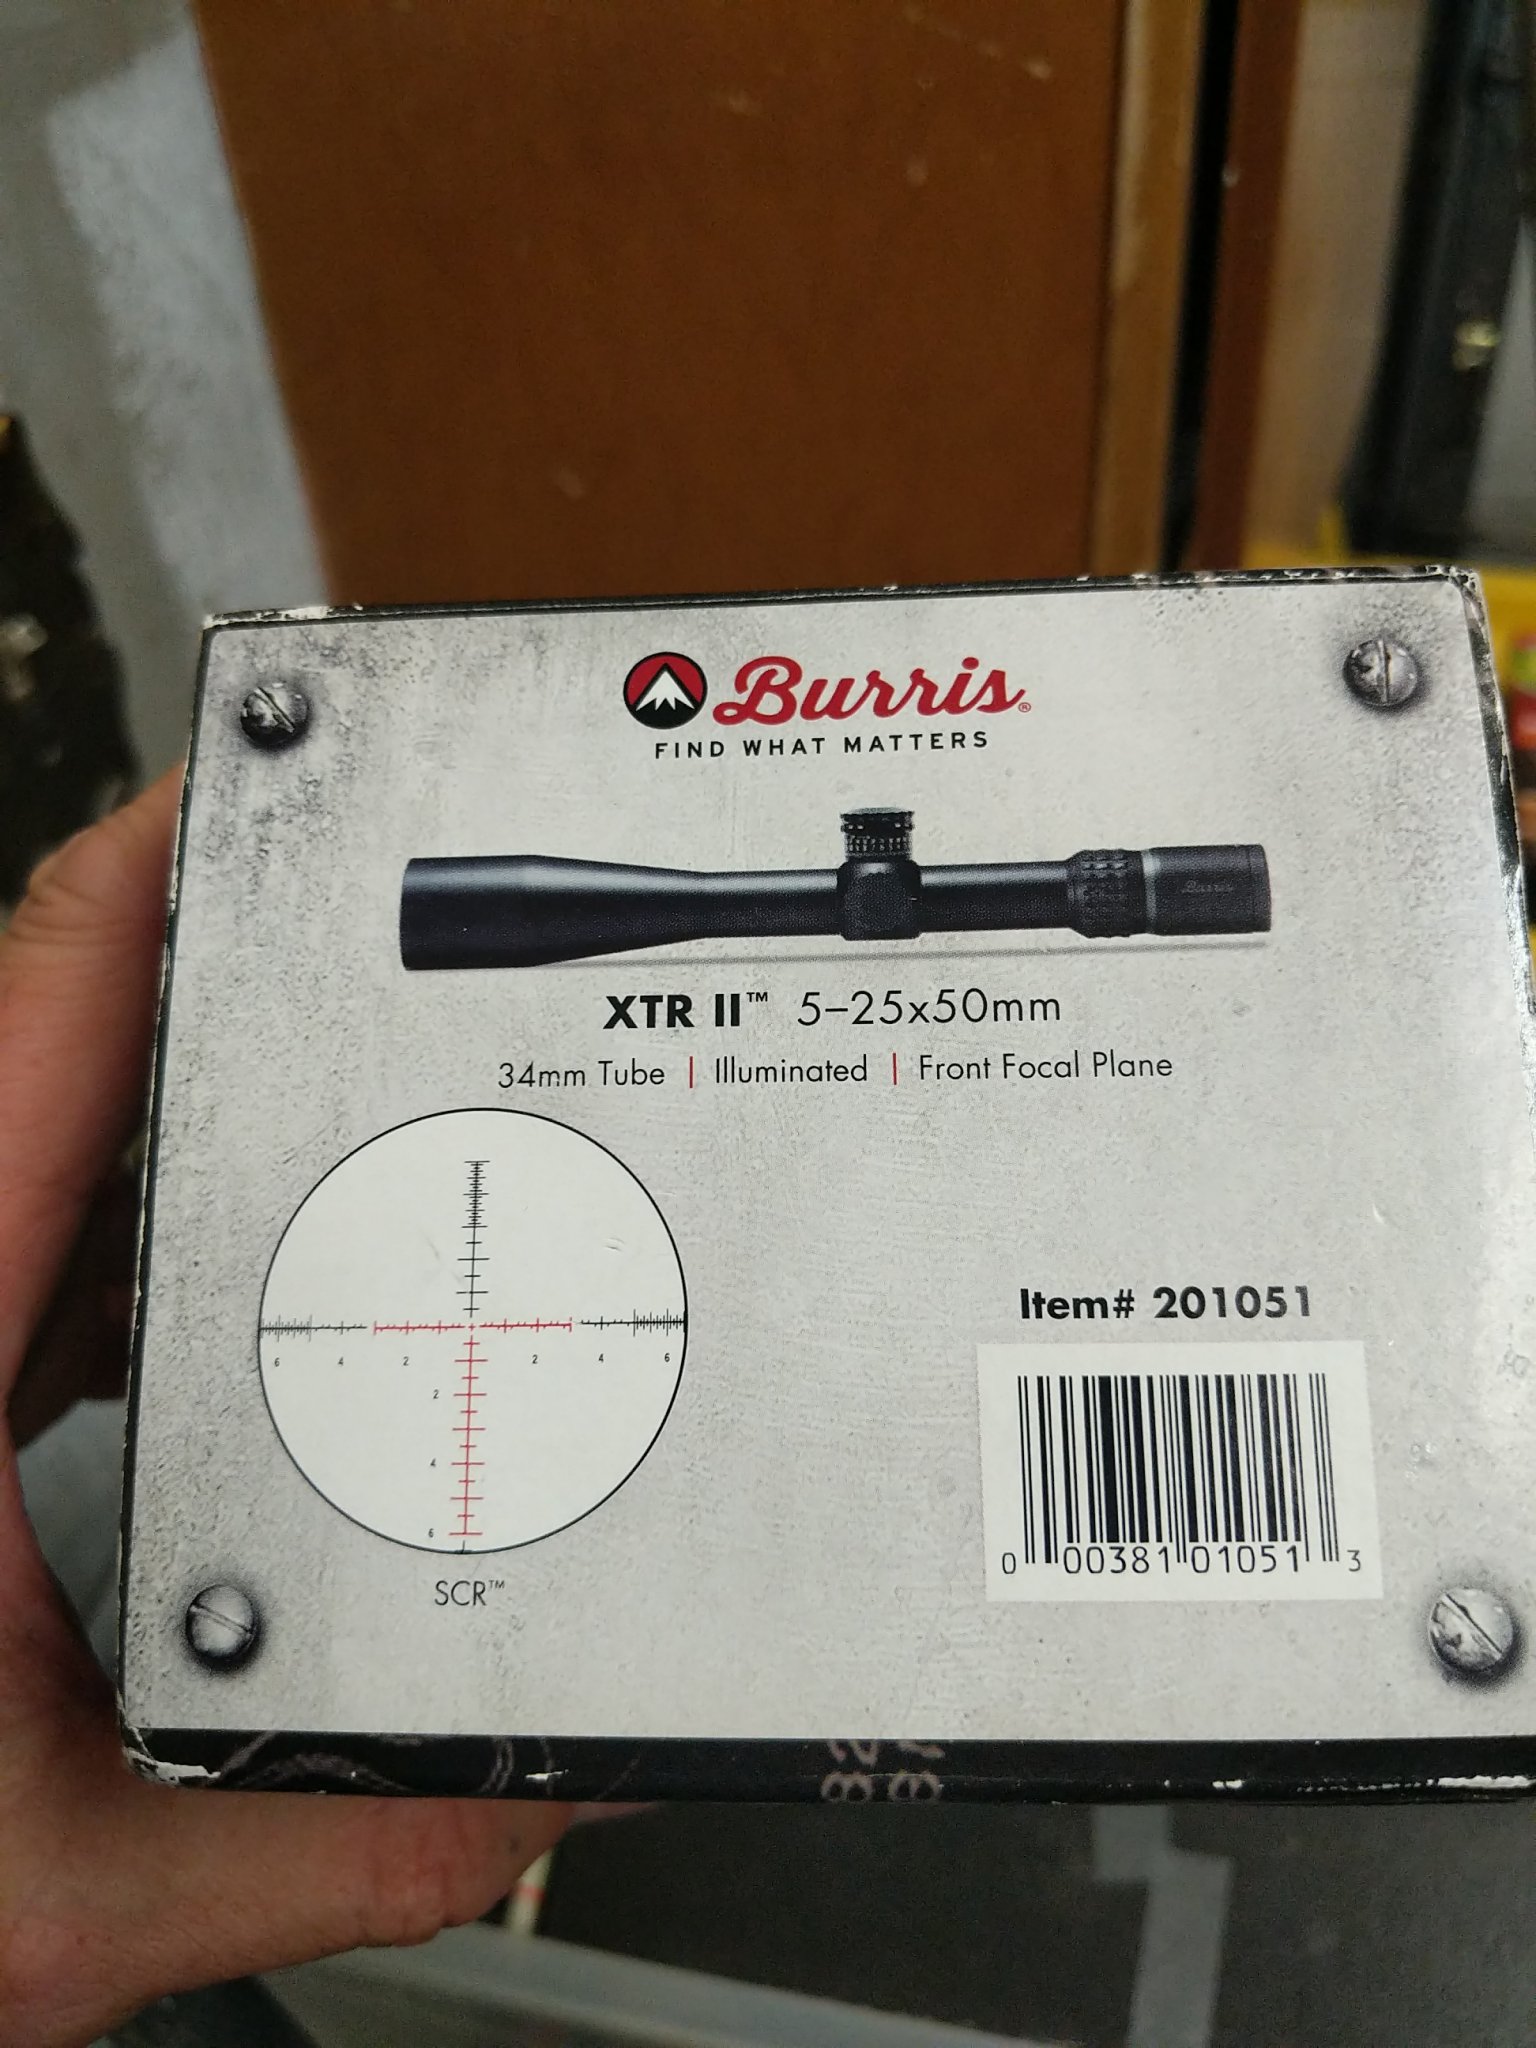 Burris®
FIND WHAT MATTERS
Burris
XTR II™ 5–25x50mm
34mm Tube | Illuminated | Front Focal Plane
6 4 2 2 4 6
2
4
6
SCR™
Item# 201051
0 00381 01051 3